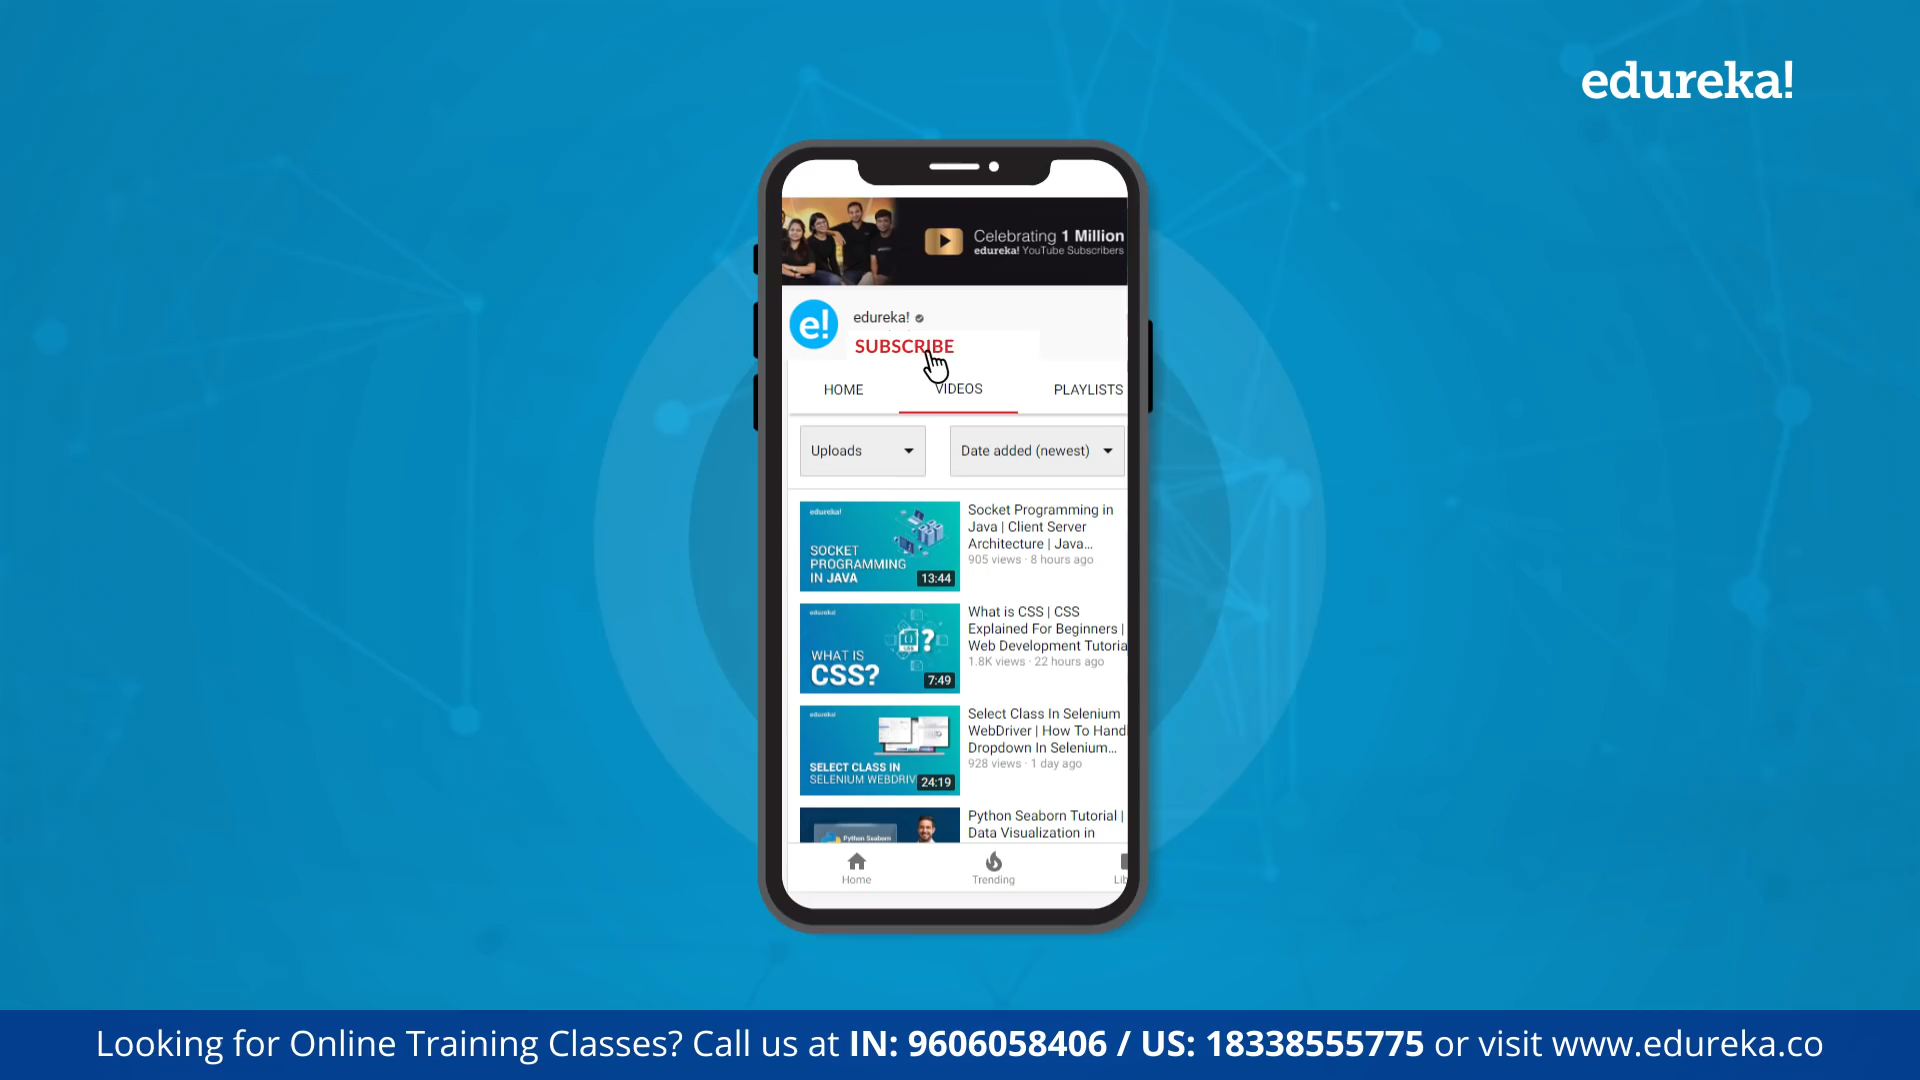 edureka!
Celebrating 1 Million
edureka! YouTube Subscribers
e!
edureka!
SUBSCRIBE
HOME
VIDEOS
PLAYLISTS
Uploads
Date added (newest)
edureka!
SOCKET
PROGRAMMING
IN JAVA
13:44
Socket Programming in
Java | Client Server
Architecture | Java...
905 views · 8 hours ago
edureka!
WHAT IS
CSS?
7:49
What is CSS | CSS
Explained For Beginners |
Web Development Tutoria
1.8K views · 22 hours ago
edureka!
SELECT CLASS IN
SELENIUM WEBDRIV
24:19
Select Class In Selenium
WebDriver | How To Hand
Dropdown In Selenium...
928 views · 1 day ago
Python Seaborn
Python Seaborn Tutorial |
Data Visualization in
Home
Trending
Lib
Looking for Online Training Classes? Call us at IN: 9606058406 / US: 18338555775 or visit www.edureka.co